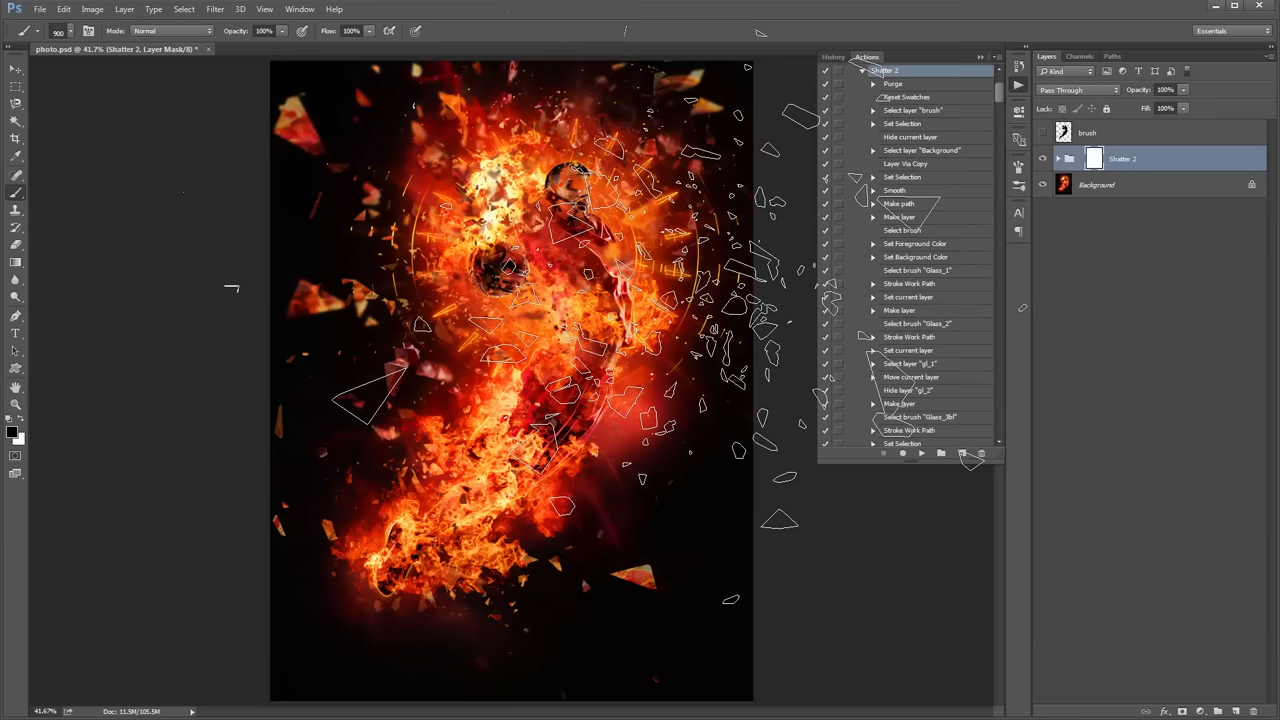 Ps File Edit Image Layer Type Select Filter 3D View Window Help
900 Mode: Normal Opacity: 100% Flow: 100% Essentials
photo.psd @ 41.7% (Shatter 2, Layer Mask/8) * ×
History Actions
Shatter 2
Purge
Reset Swatches
Select layer "brush"
Set Selection
Hide current layer
Select layer "Background"
Layer Via Copy
Set Selection
Smooth
Make path
Make layer
Select brush
Set Foreground Color
Set Background Color
Select brush "Glass_1"
Stroke Work Path
Set current layer
Make layer
Select brush "Glass_2"
Stroke Work Path
Set current layer
Select layer "gl_1"
Move current layer
Hide layer "gl_2"
Make layer
Select brush "Glass_3bl"
Stroke Work Path
Set Selection
Layers Channels Paths
Kind
Pass Through Opacity: 100%
Lock: Fill: 100%
brush
Shatter 2
Background
41.67% Doc: 11.5M/105.5M